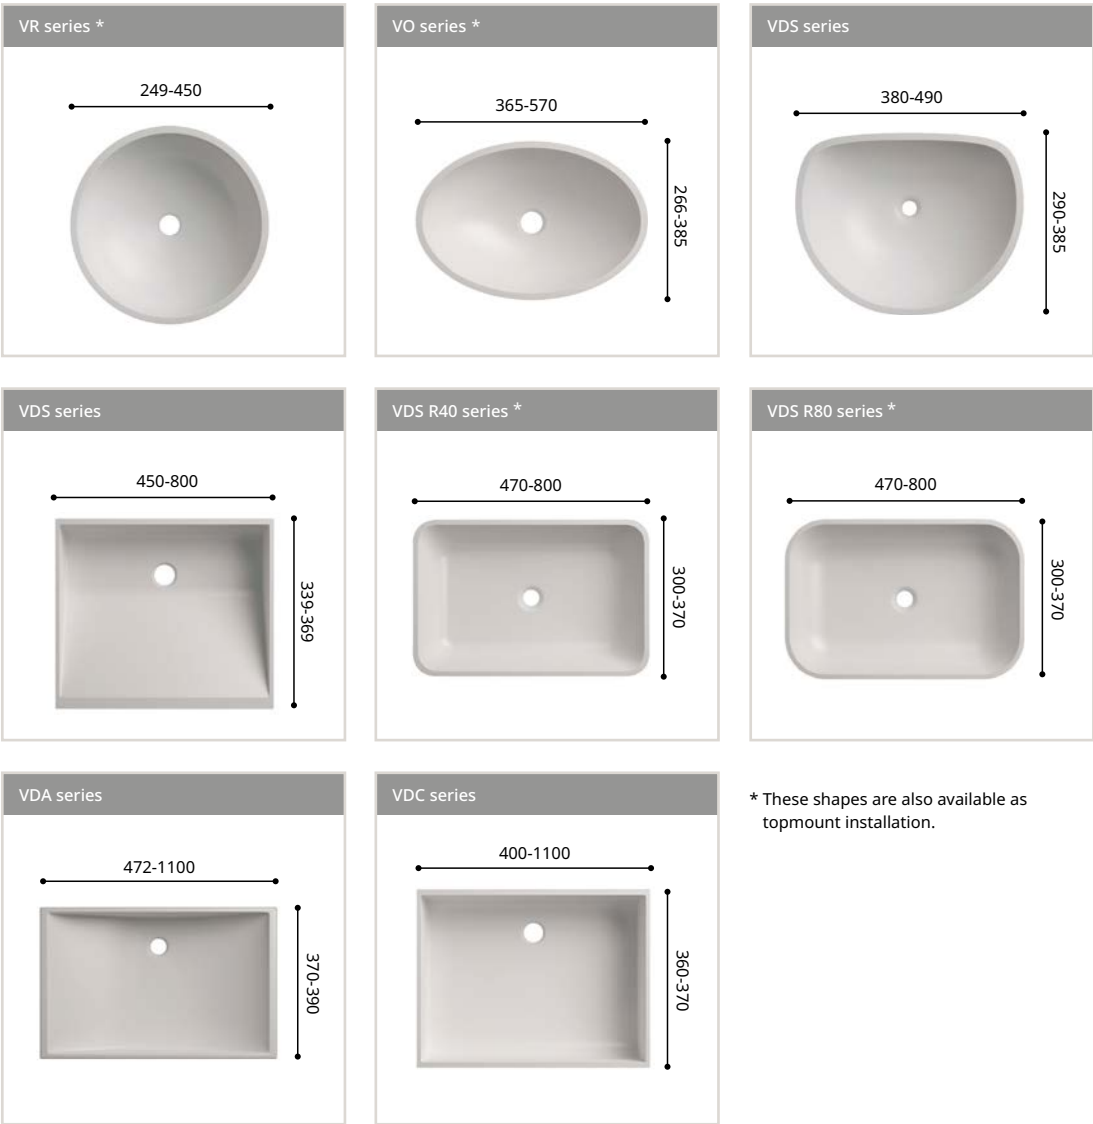 VR series *
249-450
VO series *
365-570
266-385
VDS series
380-490
290-385
VDS series
450-800
339-369
VDS R40 series *
470-800
300-370
VDS R80 series *
470-800
300-370
VDA series
472-1100
370-390
VDC series
400-1100
360-370
* These shapes are also available as
topmount installation.